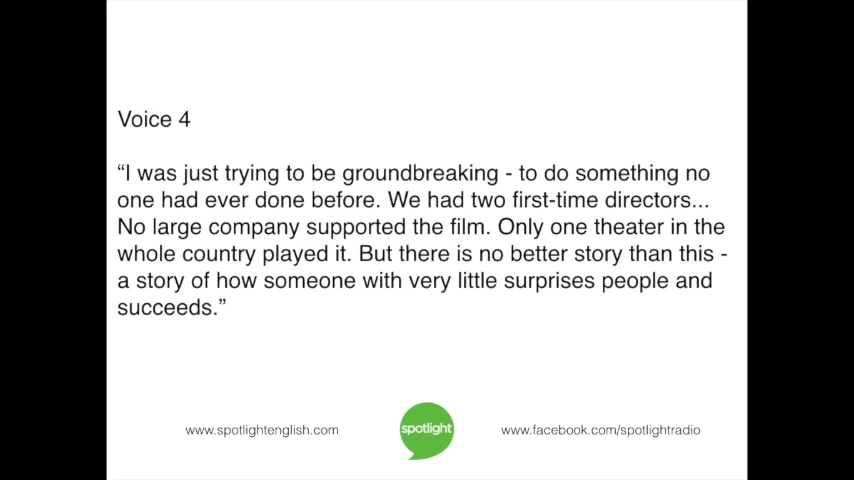 Voice 4
“I was just trying to be groundbreaking - to do something no
one had ever done before. We had two first-time directors...
No large company supported the film. Only one theater in the
whole country played it. But there is no better story than this -
a story of how someone with very little surprises people and
succeeds.”
www.spotlightenglish.com
spotlight
www.facebook.com/spotlightradio